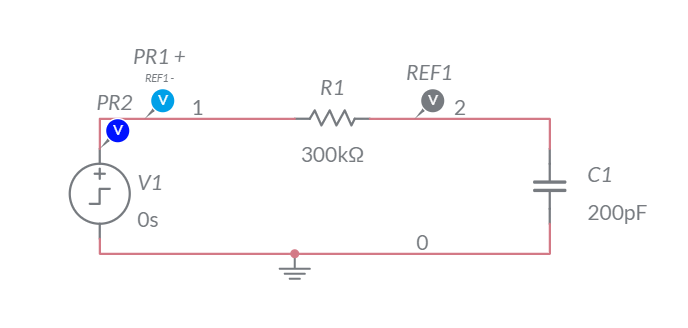 PR1 +
REF1 -
PR2
V
1
V
R1
300kΩ
REF1
V
2
V1
0s
C1
200pF
0